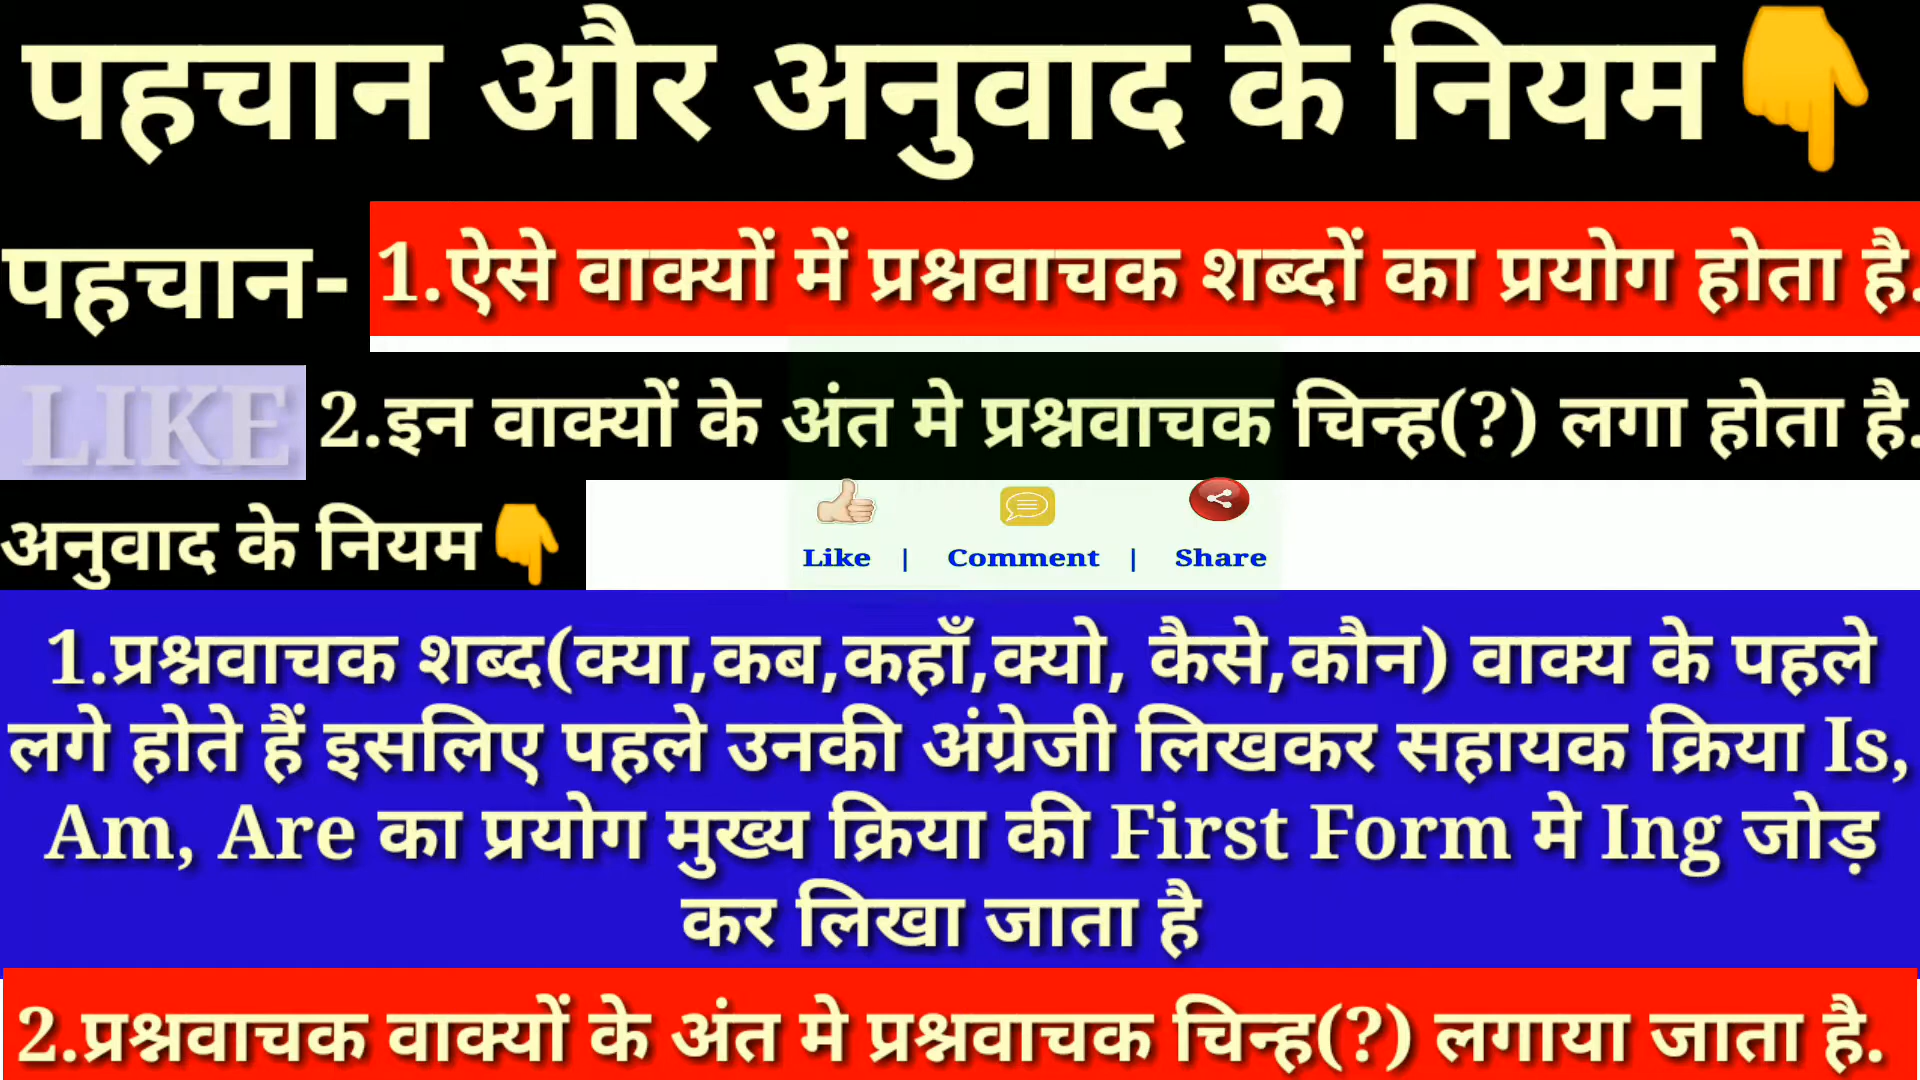 पहचान और अनुवाद के नियम👇
पहचान- 1.ऐसे वाक्यों में प्रश्नवाचक शब्दों का प्रयोग होता है.
LIKE 2.इन वाक्यों के अंत मे प्रश्नवाचक चिन्ह(?) लगा होता है.
अनुवाद के नियम👇
Like | Comment | Share
1.प्रश्नवाचक शब्द(क्या,कब,कहाँ,क्यो, कैसे,कौन) वाक्य के पहले
लगे होते हैं इसलिए पहले उनकी अंग्रेजी लिखकर सहायक क्रिया Is,
Am, Are का प्रयोग मुख्य क्रिया की First Form मे Ing जोड़
कर लिखा जाता है
2.प्रश्नवाचक वाक्यों के अंत मे प्रश्नवाचक चिन्ह(?) लगाया जाता है.